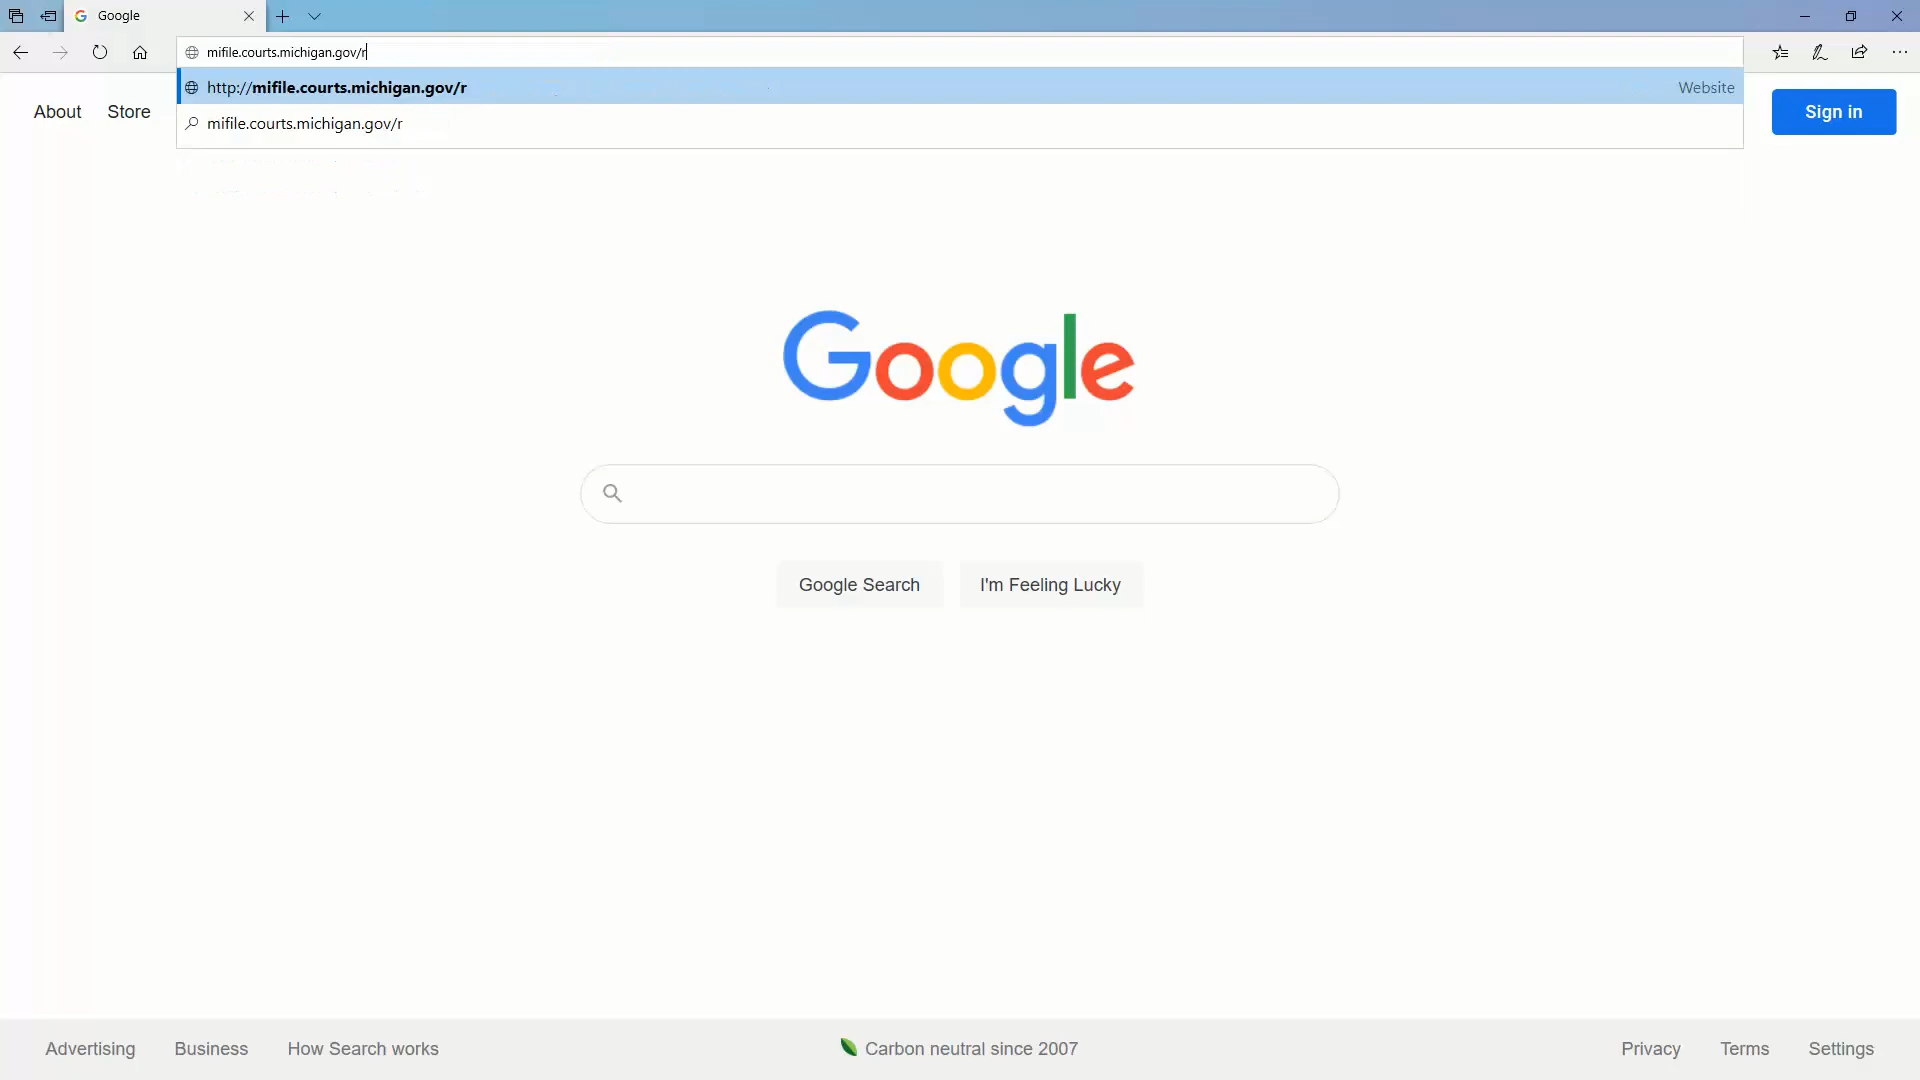 Google
mifile.courts.michigan.gov/r
http://mifile.courts.michigan.gov/r Website
mifile.courts.michigan.gov/r
About Store Sign in
Google
Google Search I'm Feeling Lucky
Advertising Business How Search works Carbon neutral since 2007 Privacy Terms Settings